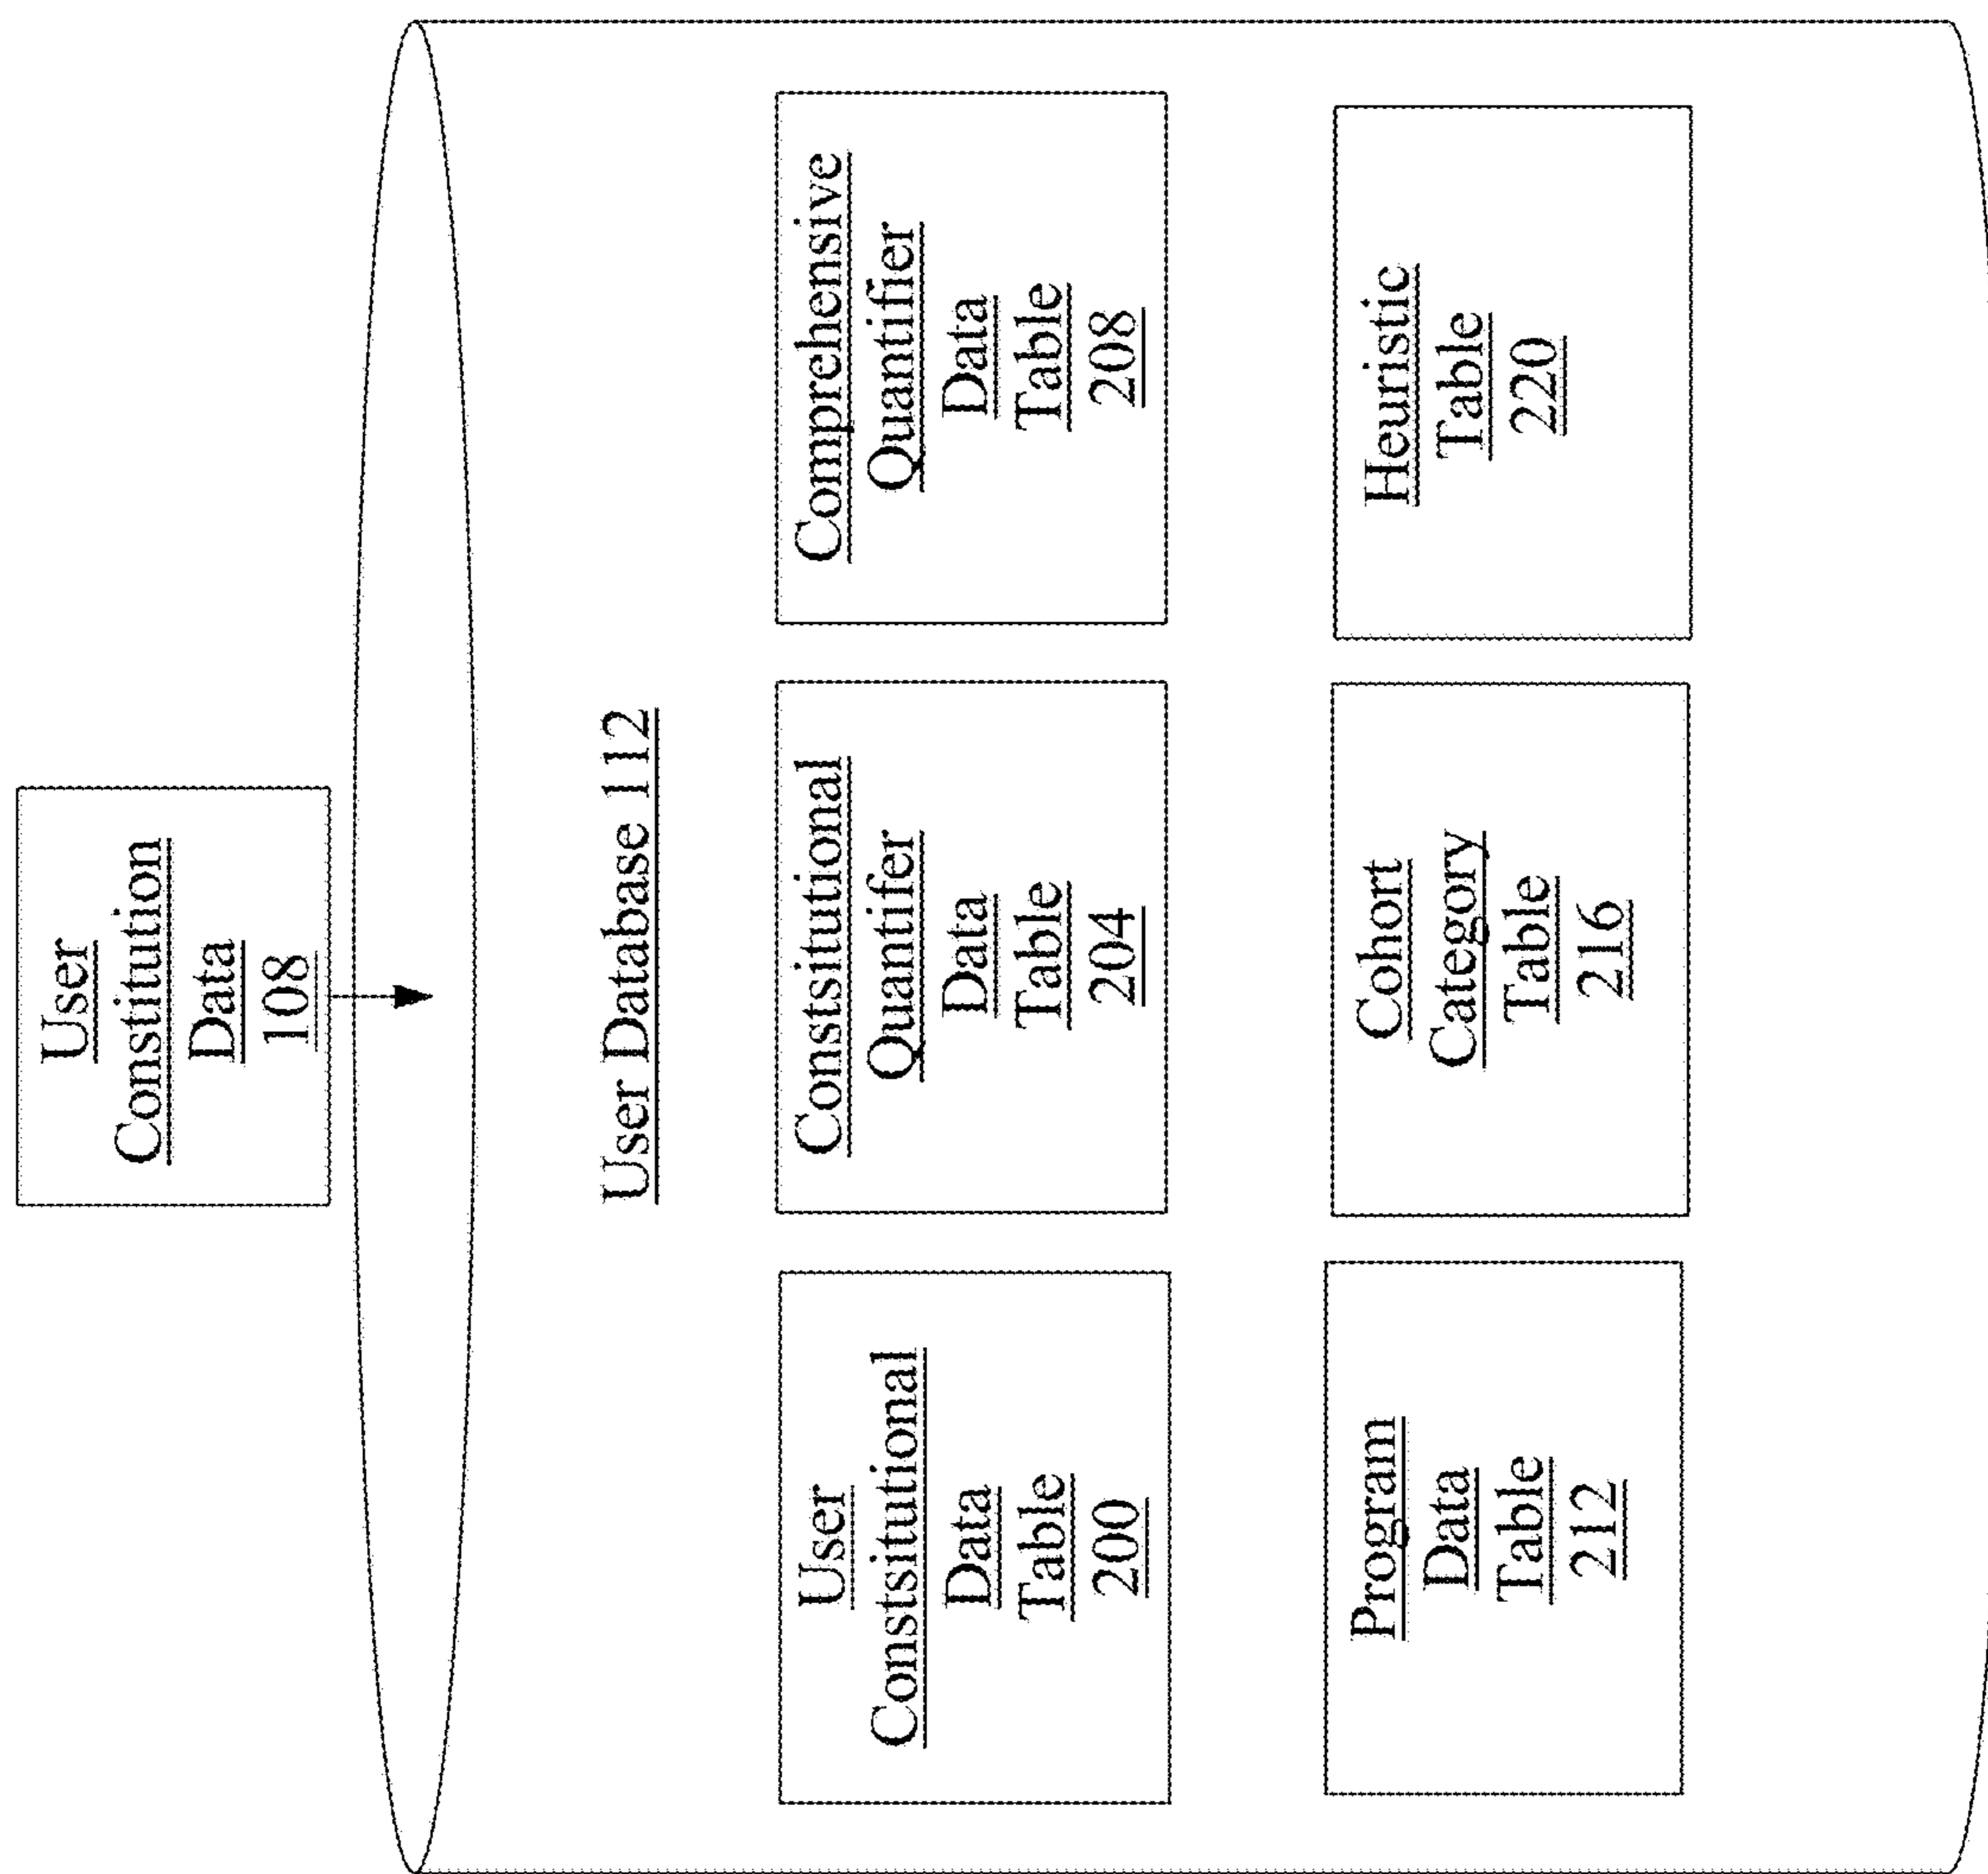 User
Constitution
Data
108
User Database 112
User
Constsitutional
Data
Table
200
Constsitutional
Quantifer
Data
Table
204
Comprehensive
Quantifier
Data
Table
208
Program
Data
Table
212
Cohort
Category
Table
216
Heuristic
Table
220